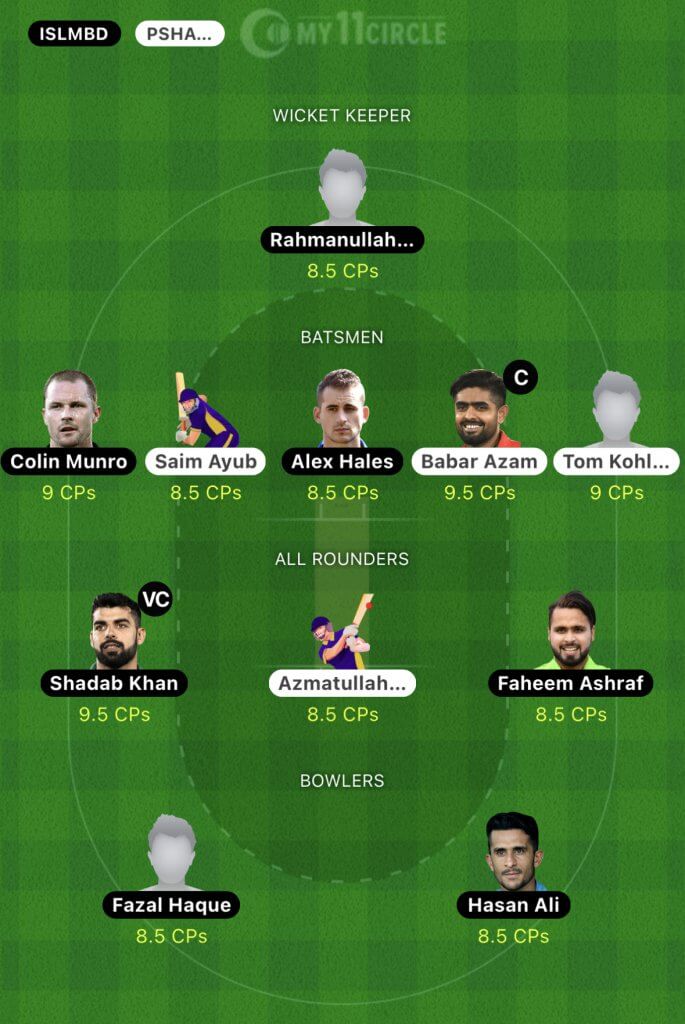 ISLMBD PSHA...
MY11CIRCLE
WICKET KEEPER
Rahmanullah...
8.5 CPs
BATSMEN
C
Colin Munro Saim Ayub Alex Hales Babar Azam Tom Kohl...
9 CPs 8.5 CPs 8.5 CPs 9.5 CPs 9 CPs
ALL ROUNDERS
VC
Shadab Khan Azmatullah... Faheem Ashraf
9.5 CPs 8.5 CPs 8.5 CPs
BOWLERS
Fazal Haque Hasan Ali
8.5 CPs 8.5 CPs